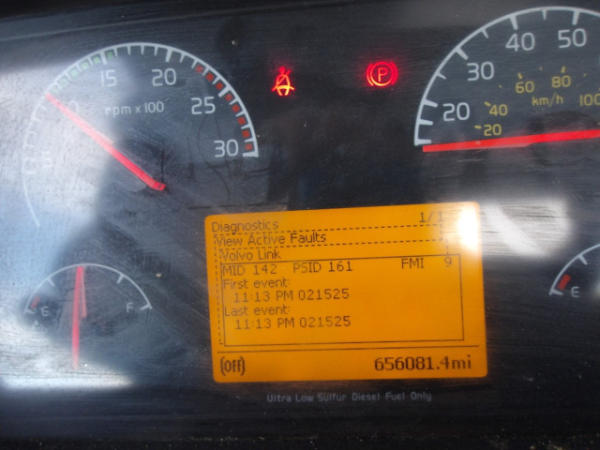 15
20
25
30
rpm x 100
P
20
30
40
50
20
40
60
80
100
km/h
Diagnostics
View Active Faults
Volvo Link
MID 142 PSID 161 FMI 9
First event:
11:13 PM 021525
Last event:
11:13 PM 021525
(off) 656081.4mi
E F
E
Ultra Low Sulfur Diesel Fuel Only